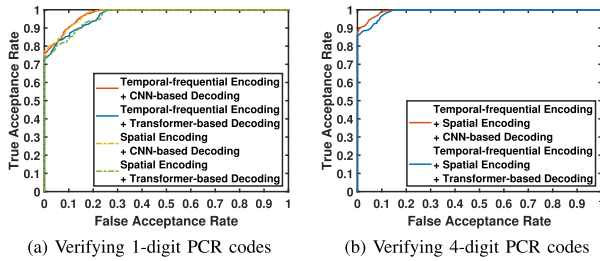 True Acceptance Rate
1
0.9
0.8
0.7
0.6
0.5
0.4
0.3
0.2
0.1
0
0 0.1 0.2 0.3 0.4 0.5 0.6 0.7 0.8 0.9 1
False Acceptance Rate
Temporal-frequential Encoding
+ CNN-based Decoding
Temporal-frequential Encoding
+ Transformer-based Decoding
Spatial Encoding
+ CNN-based Decoding
Spatial Encoding
+ Transformer-based Decoding
(a) Verifying 1-digit PCR codes
True Acceptance Rate
1
0.9
0.8
0.7
0.6
0.5
0.4
0.3
0.2
0.1
0
0 0.1 0.2 0.3 0.4 0.5 0.6 0.7 0.8 0.9 1
False Acceptance Rate
Temporal-frequential Encoding
+ Spatial Encoding
+ CNN-based Decoding
Temporal-frequential Encoding
+ Spatial Encoding
+ Transformer-based Decoding
(b) Verifying 4-digit PCR codes